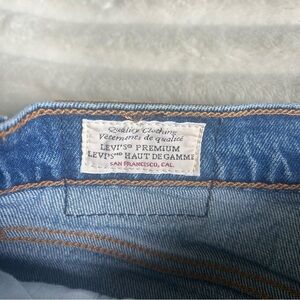 Quality Clothing
Vêtements de qualité
LEVI'S® PREMIUM
LEVI'S® HAUT DE GAMME
SAN FRANCISCO, CAL.